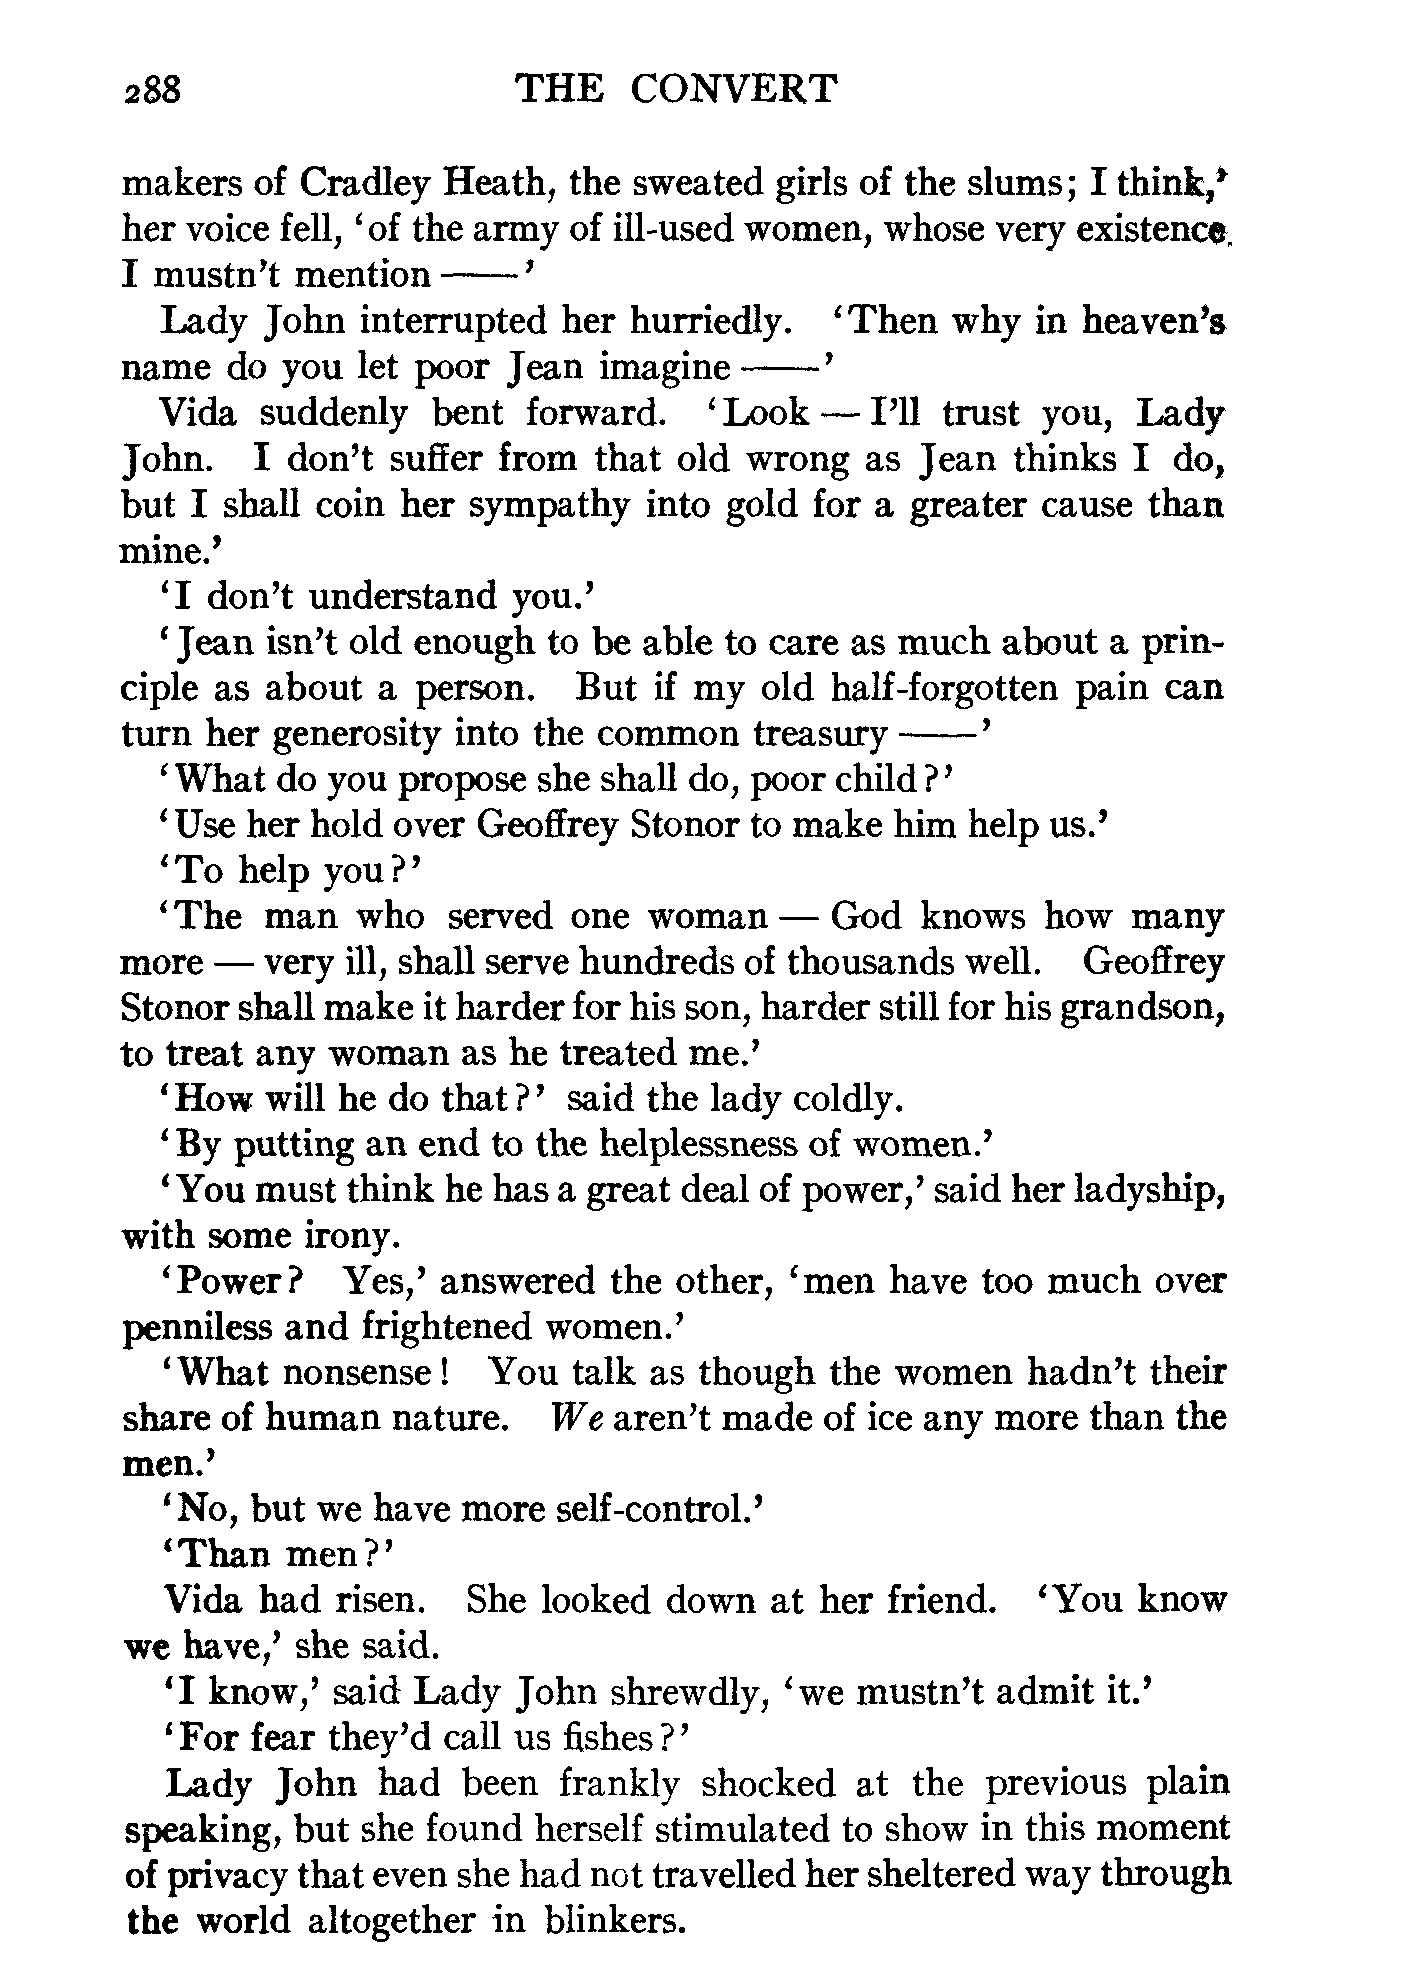 288 THE CONVERT
makers of Cradley Heath, the sweated girls of the slums; I think,'
her voice fell, 'of the army of ill-used women, whose very existence
I mustn't mention ——'
Lady John interrupted her hurriedly. 'Then why in heaven's
name do you let poor Jean imagine ——'
Vida suddenly bent forward. 'Look — I'll trust you, Lady
John. I don't suffer from that old wrong as Jean thinks I do,
but I shall coin her sympathy into gold for a greater cause than
mine.'
'I don't understand you.'
'Jean isn't old enough to be able to care as much about a prin-
ciple as about a person. But if my old half-forgotten pain can
turn her generosity into the common treasury ——'
'What do you propose she shall do, poor child?'
'Use her hold over Geoffrey Stonor to make him help us.'
'To help you?'
'The man who served one woman — God knows how many
more — very ill, shall serve hundreds of thousands well. Geoffrey
Stonor shall make it harder for his son, harder still for his grandson,
to treat any woman as he treated me.'
'How will he do that?' said the lady coldly.
'By putting an end to the helplessness of women.'
'You must think he has a great deal of power,' said her ladyship,
with some irony.
'Power? Yes,' answered the other, 'men have too much over
penniless and frightened women.'
'What nonsense! You talk as though the women hadn't their
share of human nature. We aren't made of ice any more than the
men.'
'No, but we have more self-control.'
'Than men?'
Vida had risen. She looked down at her friend. 'You know
we have,' she said.
'I know,' said Lady John shrewdly, 'we mustn't admit it.'
'For fear they'd call us fishes?'
Lady John had been frankly shocked at the previous plain
speaking, but she found herself stimulated to show in this moment
of privacy that even she had not travelled her sheltered way through
the world altogether in blinkers.